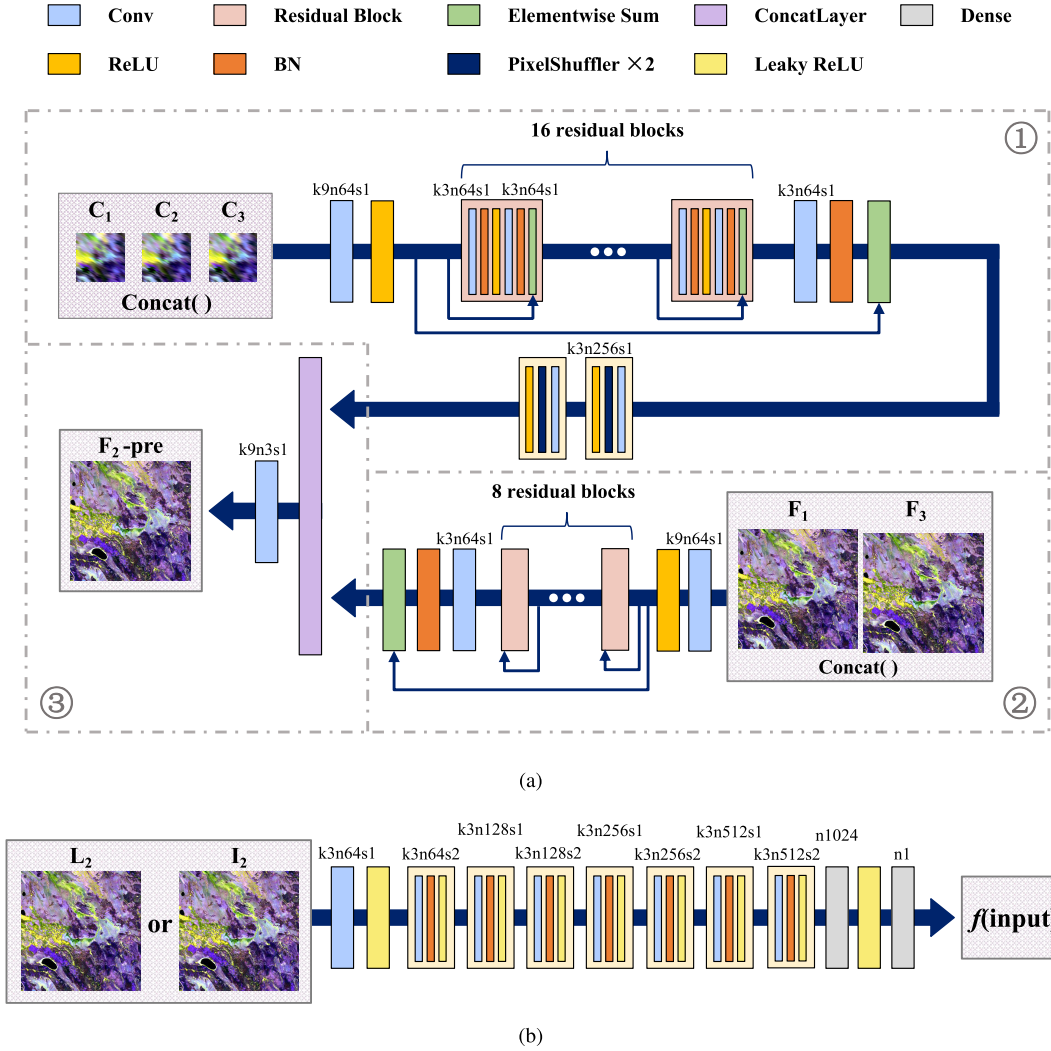 Conv Residual Block Elementwise Sum ConcatLayer Dense
ReLU BN PixelShuffler ×2 Leaky ReLU
16 residual blocks
①
k9n64s1 k3n64s1 k3n64s1 k3n64s1
C1 C2 C3
Concat( )
k3n256s1
F2-pre
k9n3s1
8 residual blocks
k3n64s1 k9n64s1
F1 F3
Concat( )
③
②
(a)
k3n128s1 k3n256s1 k3n512s1
k3n64s1 k3n64s2 k3n128s2 k3n256s2 k3n512s2 n1024 n1
L2 or I2
f(input)
(b)